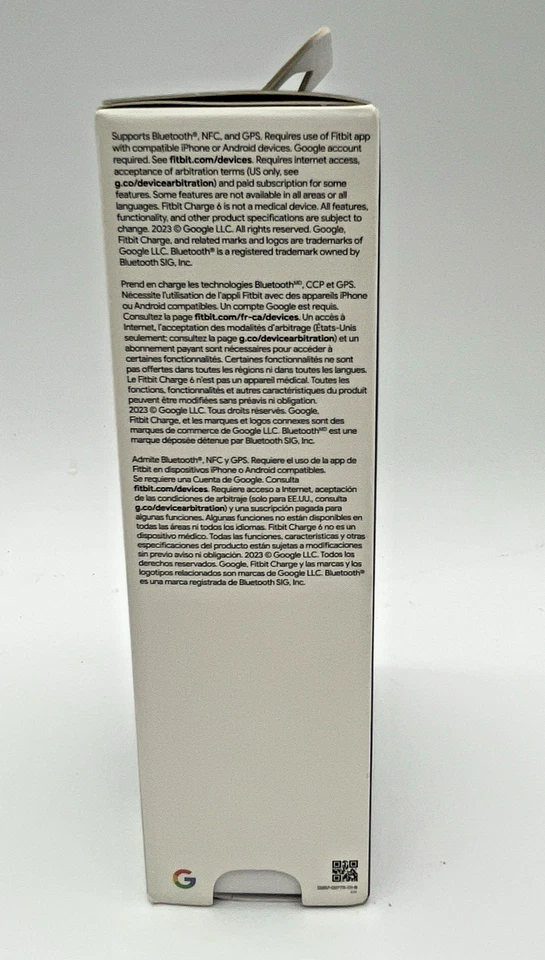 Supports Bluetooth®, NFC, and GPS. Requires use of Fitbit app
with compatible iPhone or Android devices. Google account
required. See fitbit.com/devices. Requires internet access,
acceptance of arbitration terms (US only, see
g.co/devicearbitration) and paid subscription for some
features. Some features are not available in all areas or all
languages. Fitbit Charge 6 is not a medical device. All features,
functionality, and other product specifications are subject to
change. 2023 © Google LLC. All rights reserved. Google,
Fitbit Charge, and related marks and logos are trademarks of
Google LLC. Bluetooth® is a registered trademark owned by
Bluetooth SIG, Inc.
Prend en charge les technologies Bluetoothᴹᴰ, CCP et GPS.
Nécessite l'utilisation de l'appli Fitbit avec des appareils iPhone
ou Android compatibles. Un compte Google est requis.
Consultez la page fitbit.com/fr-ca/devices. Un accès à
Internet, l'acceptation des modalités d'arbitrage (États-Unis
seulement; consultez la page g.co/devicearbitration) et un
abonnement payant sont nécessaires pour accéder à
certaines fonctionnalités. Certaines fonctionnalités ne sont
pas offertes dans toutes les régions ni dans toutes les langues.
Le Fitbit Charge 6 n'est pas un appareil médical. Toutes les
fonctions, fonctionnalités et autres caractéristiques du produit
peuvent être modifiées sans préavis ni obligation.
2023 © Google LLC. Tous droits réservés. Google,
Fitbit Charge, et les marques et logos connexes sont des
marques de commerce de Google LLC. Bluetoothᴹᴰ est une
marque déposée détenue par Bluetooth SIG, Inc.
Admite Bluetooth®, NFC y GPS. Requiere el uso de la app de
Fitbit en dispositivos iPhone o Android compatibles.
Se requiere una Cuenta de Google. Consulta
fitbit.com/devices. Requiere acceso a Internet, aceptación
de las condiciones de arbitraje (solo para EE.UU., consulta
g.co/devicearbitration) y una suscripción pagada para
algunas funciones. Algunas funciones no están disponibles en
todas las áreas ni todos los idiomas. Fitbit Charge 6 no es un
dispositivo médico. Todas las funciones, características y otras
especificaciones del producto están sujetas a modificaciones
sin previo aviso ni obligación. 2023 © Google LLC. Todos los
derechos reservados. Google, Fitbit Charge y las marcas y los
logotipos relacionados son marcas de Google LLC. Bluetooth®
es una marca registrada de Bluetooth SIG, Inc.
G